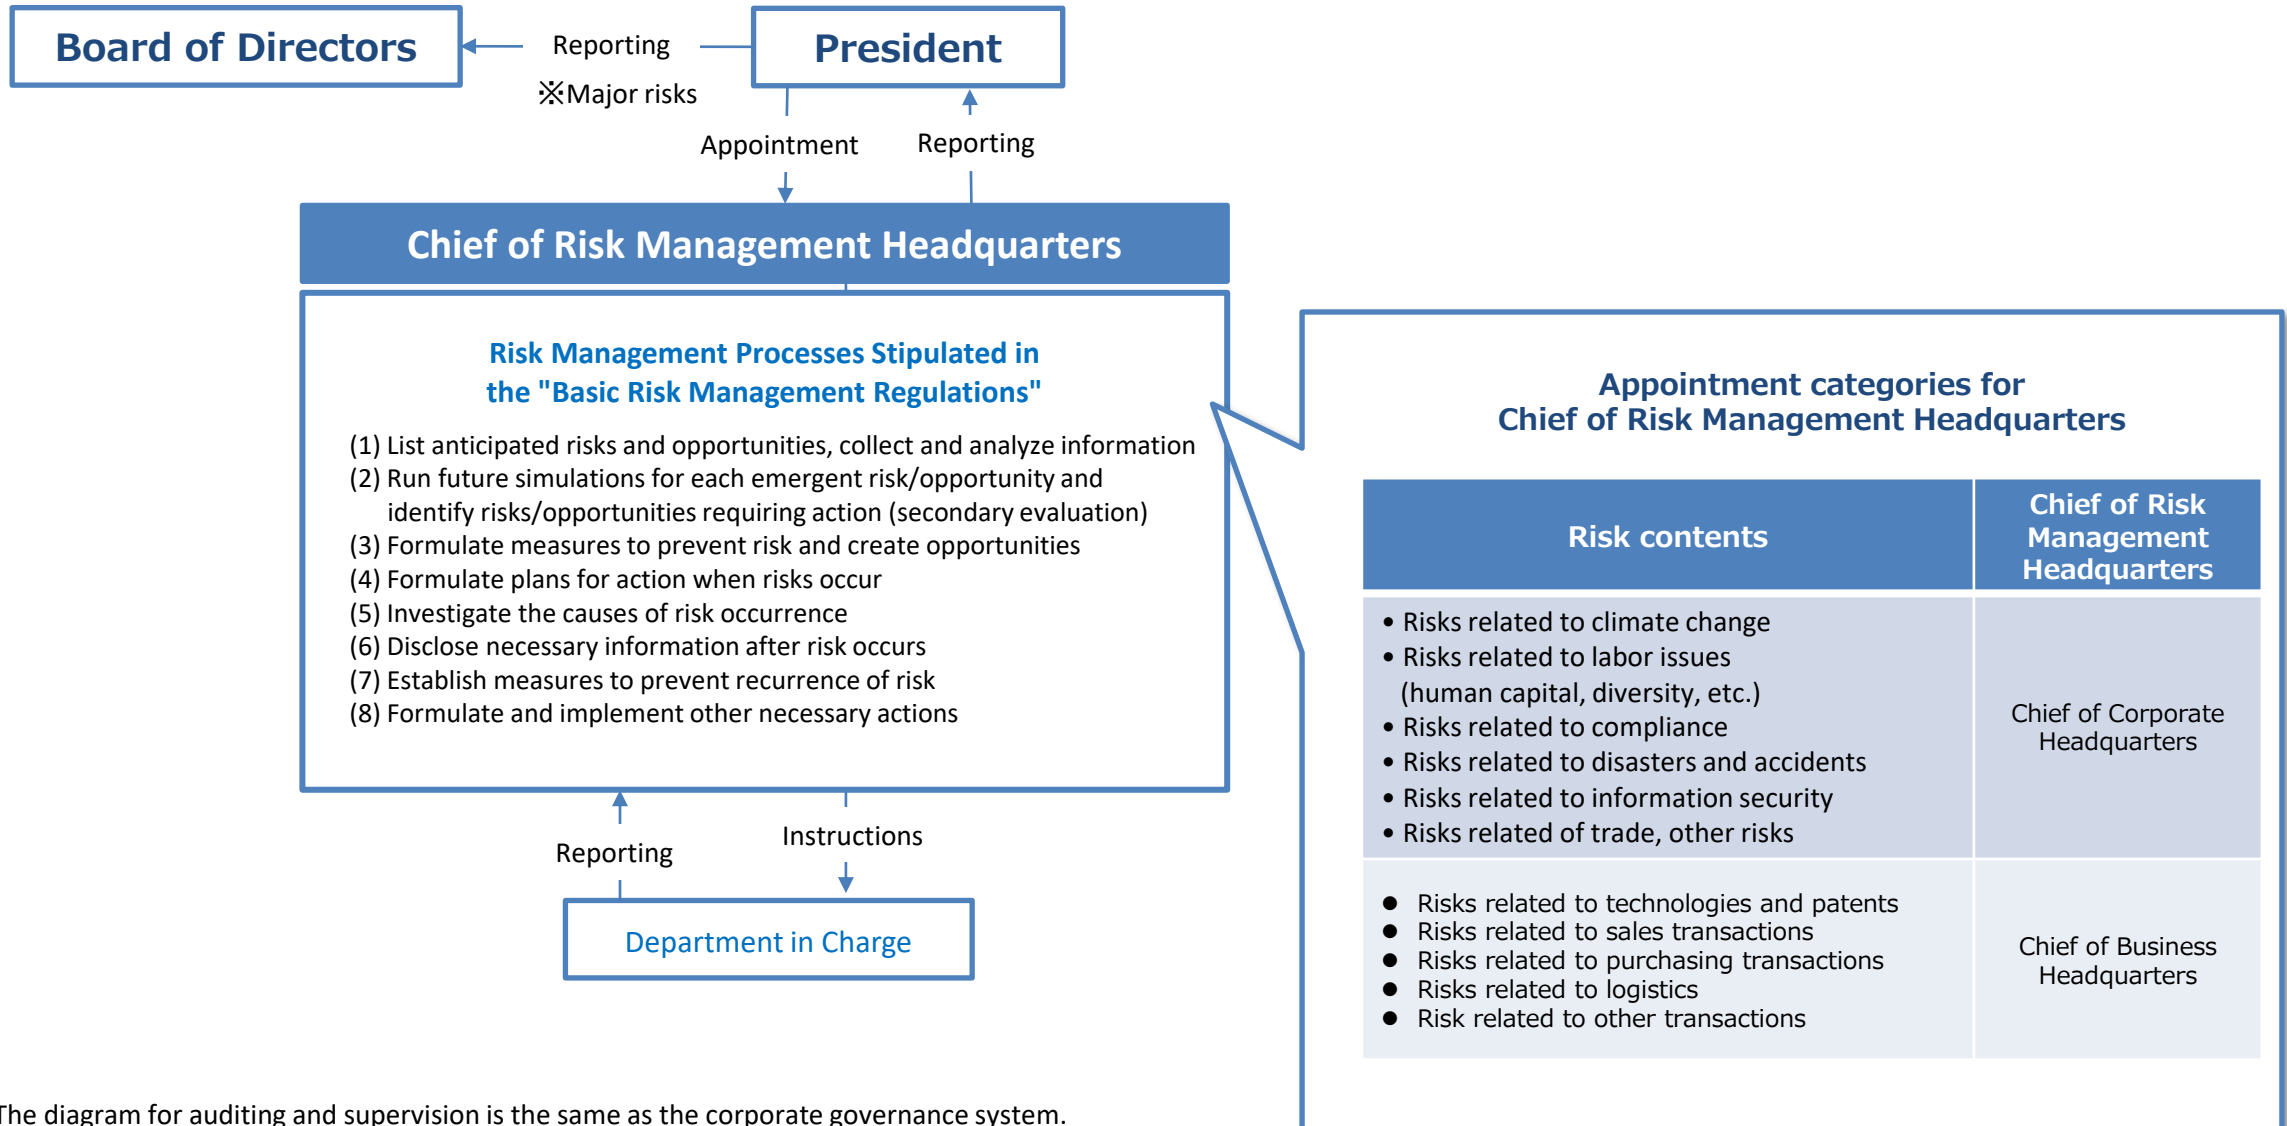 Board of Directors
Reporting
※Major risks
President
Appointment
Reporting
Chief of Risk Management Headquarters
Risk Management Processes Stipulated in
the "Basic Risk Management Regulations"
(1) List anticipated risks and opportunities, collect and analyze information
(2) Run future simulations for each emergent risk/opportunity and
identify risks/opportunities requiring action (secondary evaluation)
(3) Formulate measures to prevent risk and create opportunities
(4) Formulate plans for action when risks occur
(5) Investigate the causes of risk occurrence
(6) Disclose necessary information after risk occurs
(7) Establish measures to prevent recurrence of risk
(8) Formulate and implement other necessary actions
Reporting
Instructions
Department in Charge
Appointment categories for
Chief of Risk Management Headquarters
Risk contents
Chief of Risk
Management
Headquarters
• Risks related to climate change
• Risks related to labor issues
(human capital, diversity, etc.)
• Risks related to compliance
• Risks related to disasters and accidents
• Risks related to information security
• Risks related of trade, other risks
Chief of Corporate
Headquarters
● Risks related to technologies and patents
● Risks related to sales transactions
● Risks related to purchasing transactions
● Risks related to logistics
● Risk related to other transactions
Chief of Business
Headquarters
The diagram for auditing and supervision is the same as the corporate governance system.